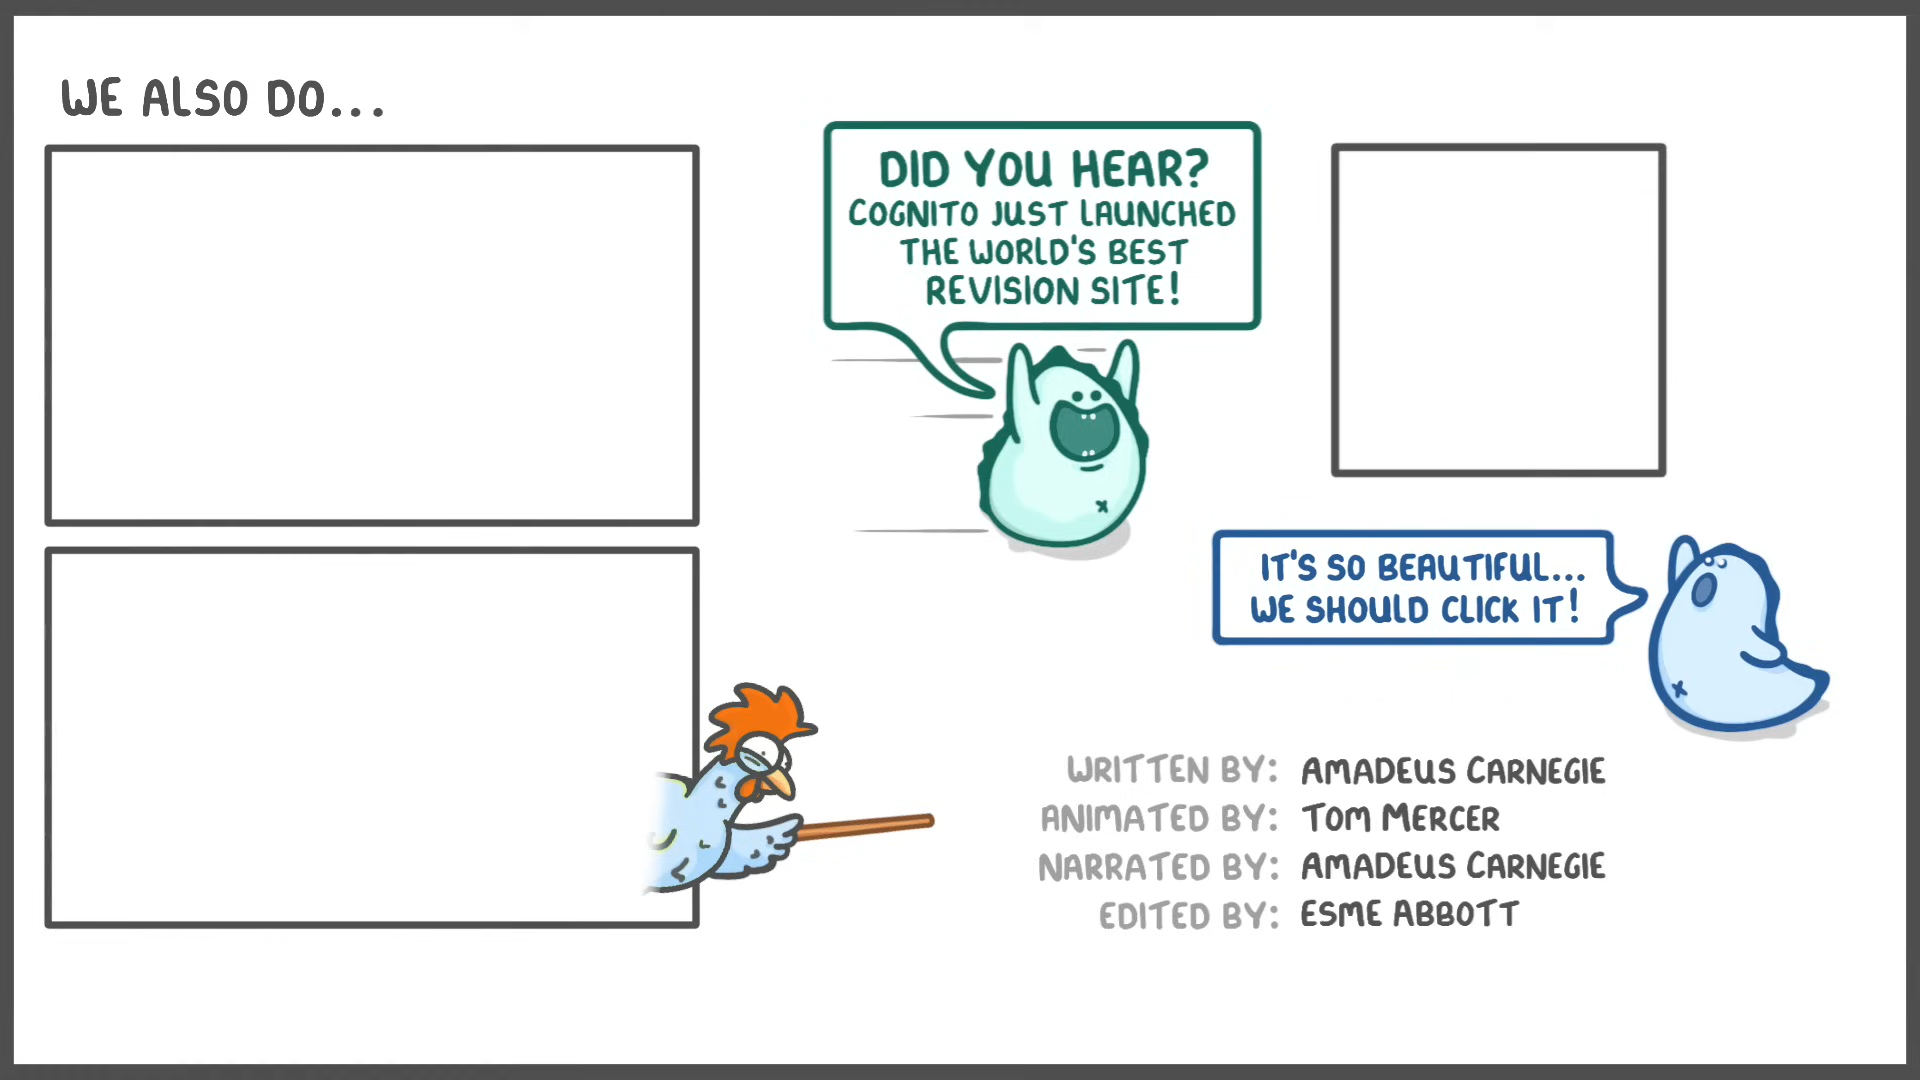 WE ALSO DO...
DID YOU HEAR?
COGNITO JUST LAUNCHED
THE WORLD'S BEST
REVISION SITE!
IT'S SO BEAUTIFUL...
WE SHOULD CLICK IT!
WRITTEN BY: AMADEUS CARNEGIE
ANIMATED BY: TOM MERCER
NARRATED BY: AMADEUS CARNEGIE
EDITED BY: ESME ABBOTT